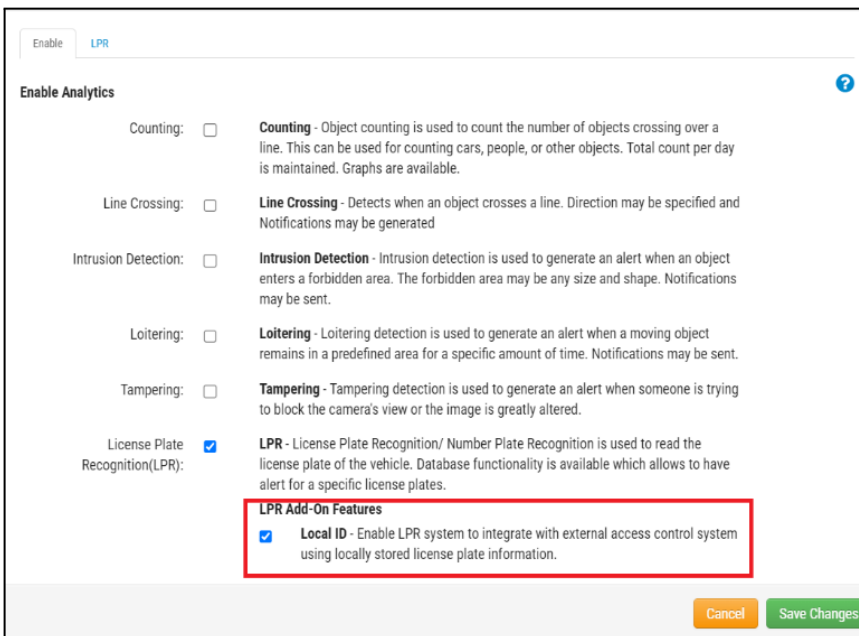 Enable LPR
Enable Analytics
?
Counting:
Counting - Object counting is used to count the number of objects crossing over a
line. This can be used for counting cars, people, or other objects. Total count per day
is maintained. Graphs are available.
Line Crossing:
Line Crossing - Detects when an object crosses a line. Direction may be specified and
Notifications may be generated
Intrusion Detection:
Intrusion Detection - Intrusion detection is used to generate an alert when an object
enters a forbidden area. The forbidden area may be any size and shape. Notifications
may be sent.
Loitering:
Loitering - Loitering detection is used to generate an alert when a moving object
remains in a predefined area for a specific amount of time. Notifications may be sent.
Tampering:
Tampering - Tampering detection is used to generate an alert when someone is trying
to block the camera's view or the image is greatly altered.
License Plate
Recognition(LPR):
LPR - License Plate Recognition/ Number Plate Recognition is used to read the
license plate of the vehicle. Database functionality is available which allows to have
alert for a specific license plates.
LPR Add-On Features
Local ID - Enable LPR system to integrate with external access control system
using locally stored license plate information.
Cancel Save Changes